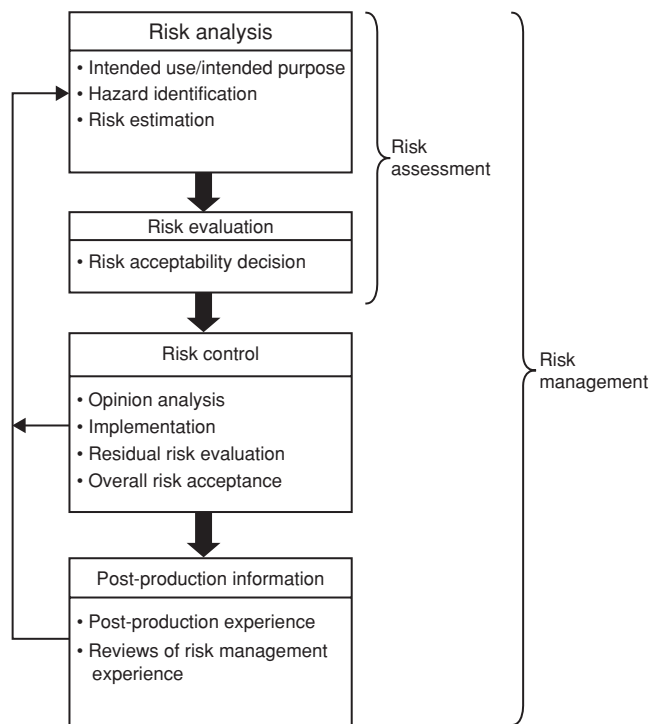 Risk analysis
• Intended use/intended purpose
• Hazard identification
• Risk estimation
Risk
assessment
Risk evaluation
• Risk acceptability decision
Risk control
• Opinion analysis
• Implementation
• Residual risk evaluation
• Overall risk acceptance
Risk
management
Post-production information
• Post-production experience
• Reviews of risk management
experience